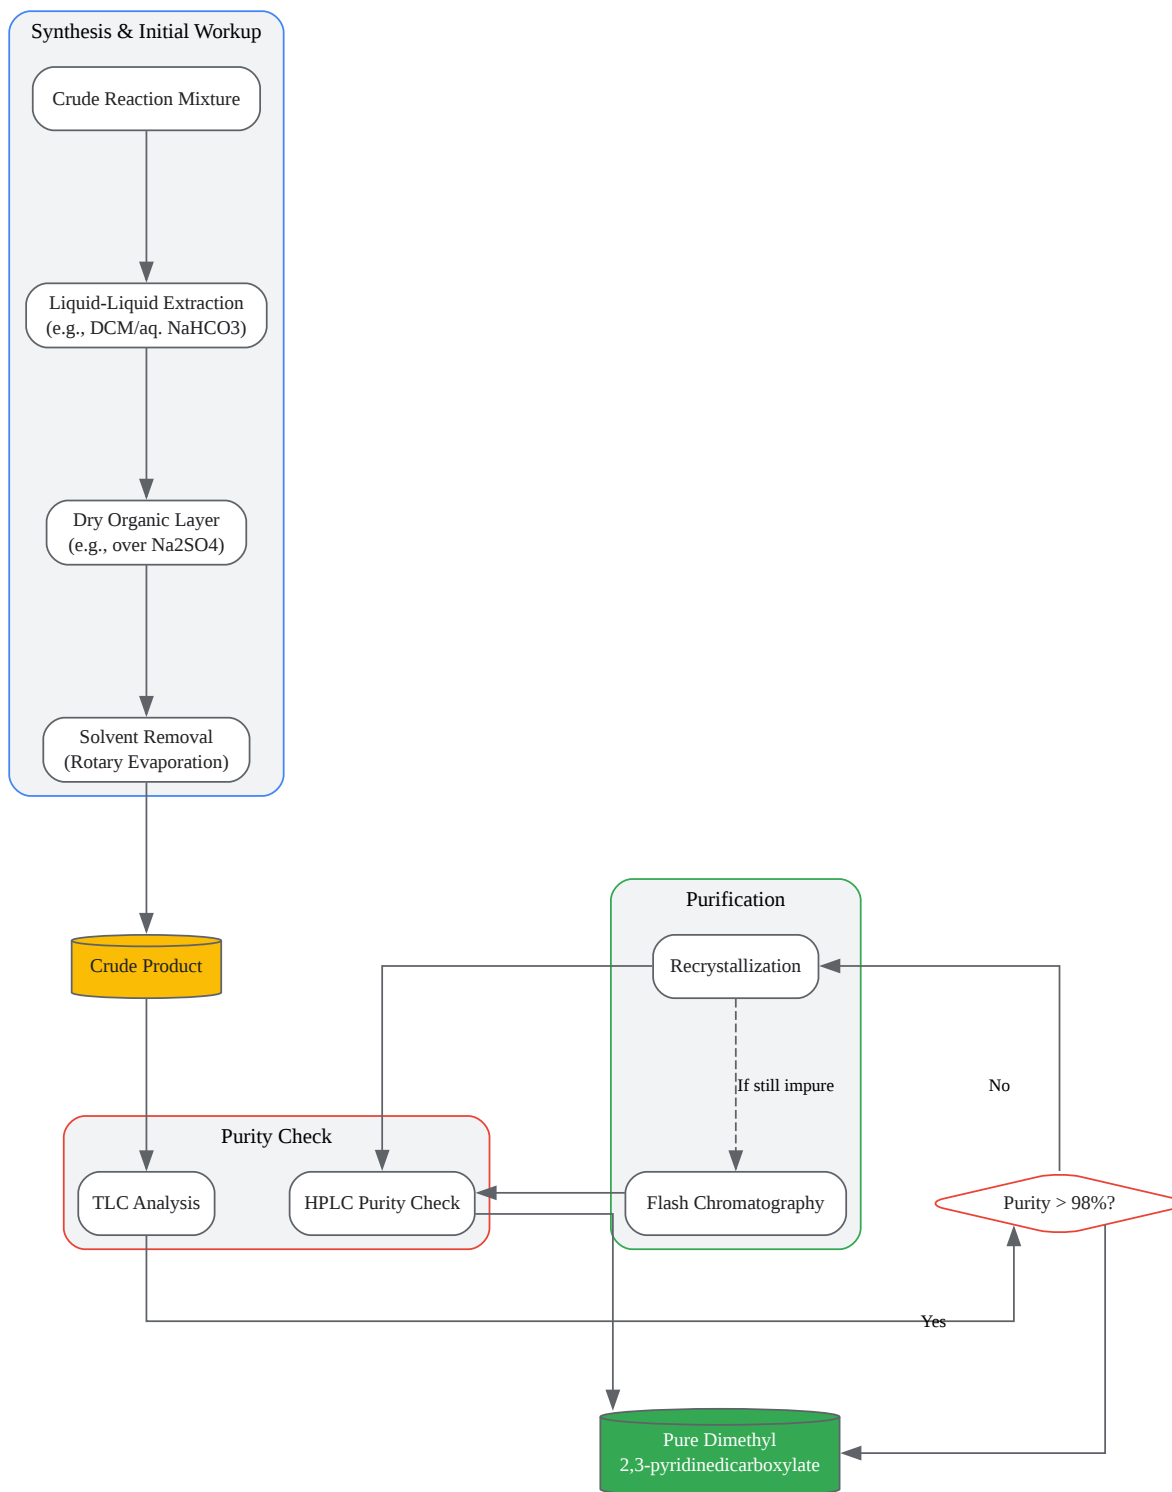 Synthesis & Initial Workup
Crude Reaction Mixture
Liquid-Liquid Extraction
(e.g., DCM/aq. NaHCO3)
Dry Organic Layer
(e.g., over Na2SO4)
Solvent Removal
(Rotary Evaporation)
Crude Product
Purification
Recrystallization
If still impure
No
Purity Check
TLC Analysis
HPLC Purity Check
Flash Chromatography
Purity > 98%?
Yes
Pure Dimethyl
2,3-pyridinedicarboxylate